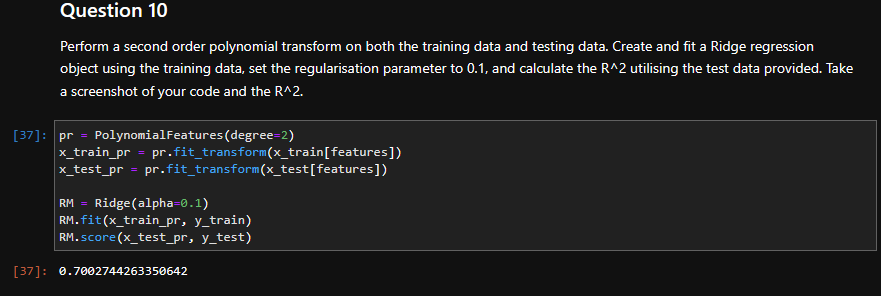 Question 10
Perform a second order polynomial transform on both the training data and testing data. Create and fit a Ridge regression
object using the training data, set the regularisation parameter to 0.1, and calculate the R^2 utilising the test data provided. Take
a screenshot of your code and the R^2.
[37]: pr = PolynomialFeatures(degree=2)
x_train_pr = pr.fit_transform(x_train[features])
x_test_pr = pr.fit_transform(x_test[features])
RM = Ridge(alpha=0.1)
RM.fit(x_train_pr, y_train)
RM.score(x_test_pr, y_test)
[37]: 0.7002744263350642